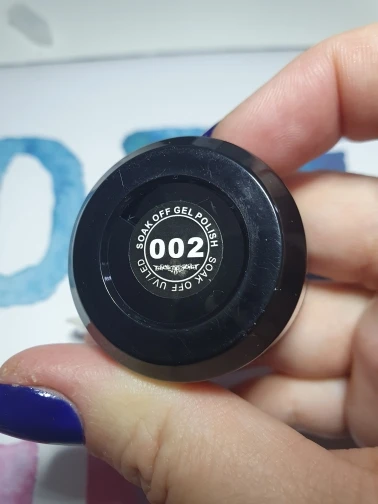 SOAK OFF GEL POLISH
002
SOAK OFF UV/LED